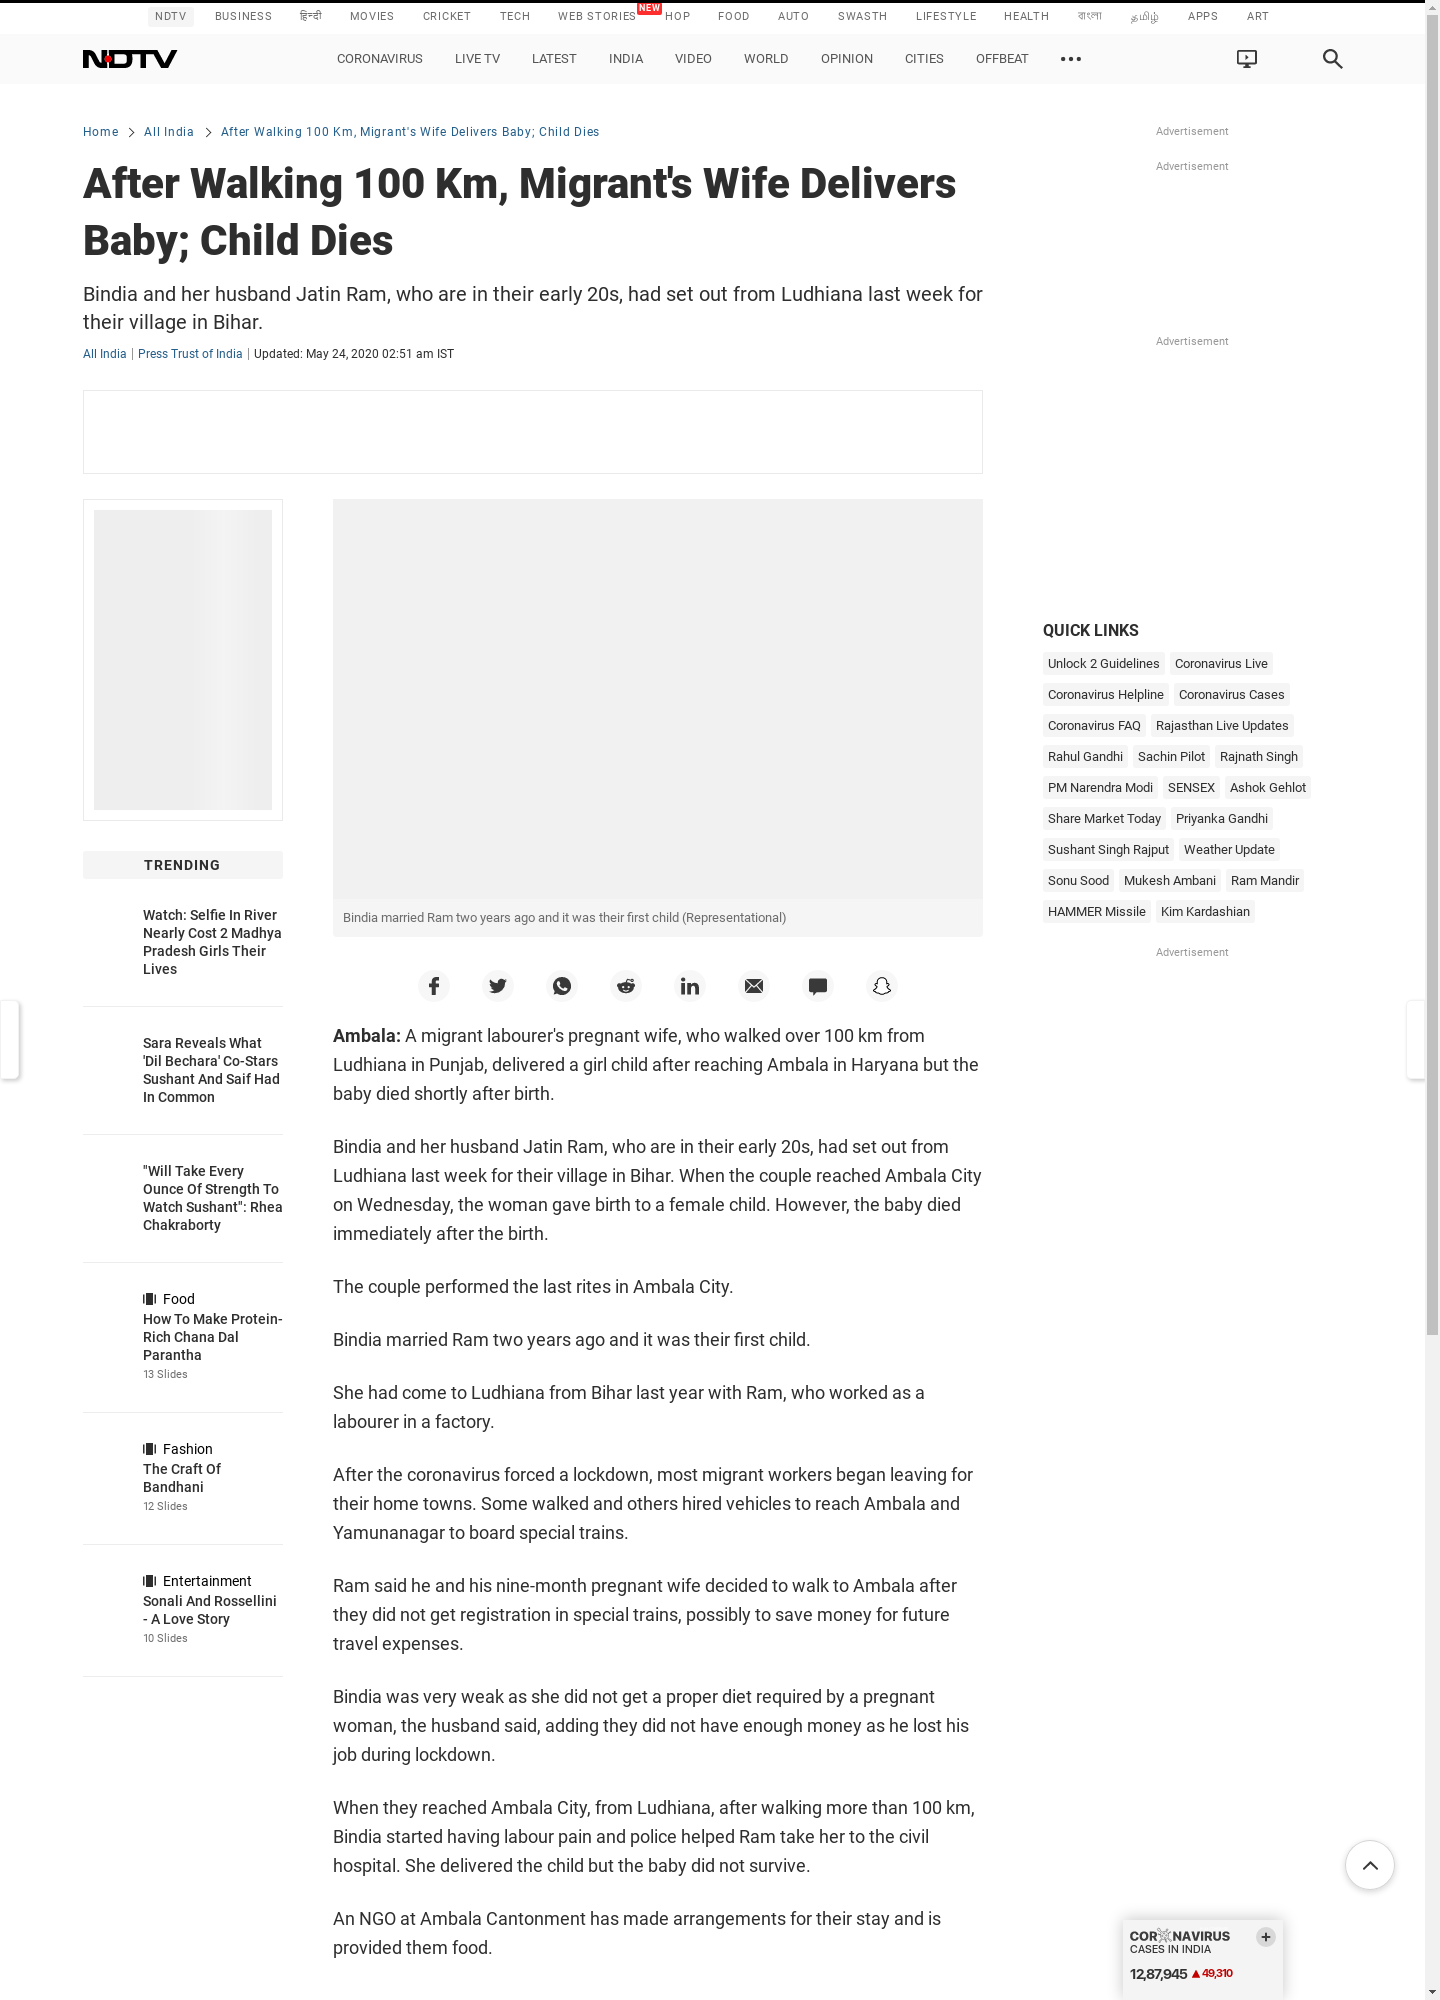 NDTV BUSINESS हिन्दी MOVIES CRICKET TECH WEB STORIES NEW HOP FOOD AUTO SWASTH LIFESTYLE HEALTH বাংলা தமிழ் APPS ART
NDTV CORONAVIRUS LIVE TV LATEST INDIA VIDEO WORLD OPINION CITIES OFFBEAT
Home All India After Walking 100 Km, Migrant's Wife Delivers Baby; Child Dies
After Walking 100 Km, Migrant's Wife Delivers
Baby; Child Dies
Bindia and her husband Jatin Ram, who are in their early 20s, had set out from Ludhiana last week for
their village in Bihar.
All India | Press Trust of India | Updated: May 24, 2020 02:51 am IST
TRENDING
Watch: Selfie In River
Nearly Cost 2 Madhya
Pradesh Girls Their
Lives
Sara Reveals What
'Dil Bechara' Co-Stars
Sushant And Saif Had
In Common
"Will Take Every
Ounce Of Strength To
Watch Sushant": Rhea
Chakraborty
Food
How To Make Protein-
Rich Chana Dal
Parantha
13 Slides
Fashion
The Craft Of
Bandhani
12 Slides
Entertainment
Sonali And Rossellini
- A Love Story
10 Slides
Bindia married Ram two years ago and it was their first child (Representational)
Ambala: A migrant labourer's pregnant wife, who walked over 100 km from
Ludhiana in Punjab, delivered a girl child after reaching Ambala in Haryana but the
baby died shortly after birth.
Bindia and her husband Jatin Ram, who are in their early 20s, had set out from
Ludhiana last week for their village in Bihar. When the couple reached Ambala City
on Wednesday, the woman gave birth to a female child. However, the baby died
immediately after the birth.
The couple performed the last rites in Ambala City.
Bindia married Ram two years ago and it was their first child.
She had come to Ludhiana from Bihar last year with Ram, who worked as a
labourer in a factory.
After the coronavirus forced a lockdown, most migrant workers began leaving for
their home towns. Some walked and others hired vehicles to reach Ambala and
Yamunanagar to board special trains.
Ram said he and his nine-month pregnant wife decided to walk to Ambala after
they did not get registration in special trains, possibly to save money for future
travel expenses.
Bindia was very weak as she did not get a proper diet required by a pregnant
woman, the husband said, adding they did not have enough money as he lost his
job during lockdown.
When they reached Ambala City, from Ludhiana, after walking more than 100 km,
Bindia started having labour pain and police helped Ram take her to the civil
hospital. She delivered the child but the baby did not survive.
An NGO at Ambala Cantonment has made arrangements for their stay and is
provided them food.
Advertisement
Advertisement
Advertisement
QUICK LINKS
Unlock 2 Guidelines Coronavirus Live
Coronavirus Helpline Coronavirus Cases
Coronavirus FAQ Rajasthan Live Updates
Rahul Gandhi Sachin Pilot Rajnath Singh
PM Narendra Modi SENSEX Ashok Gehlot
Share Market Today Priyanka Gandhi
Sushant Singh Rajput Weather Update
Sonu Sood Mukesh Ambani Ram Mandir
HAMMER Missile Kim Kardashian
Advertisement
CORONAVIRUS
CASES IN INDIA
12,87,945 ▲49,310